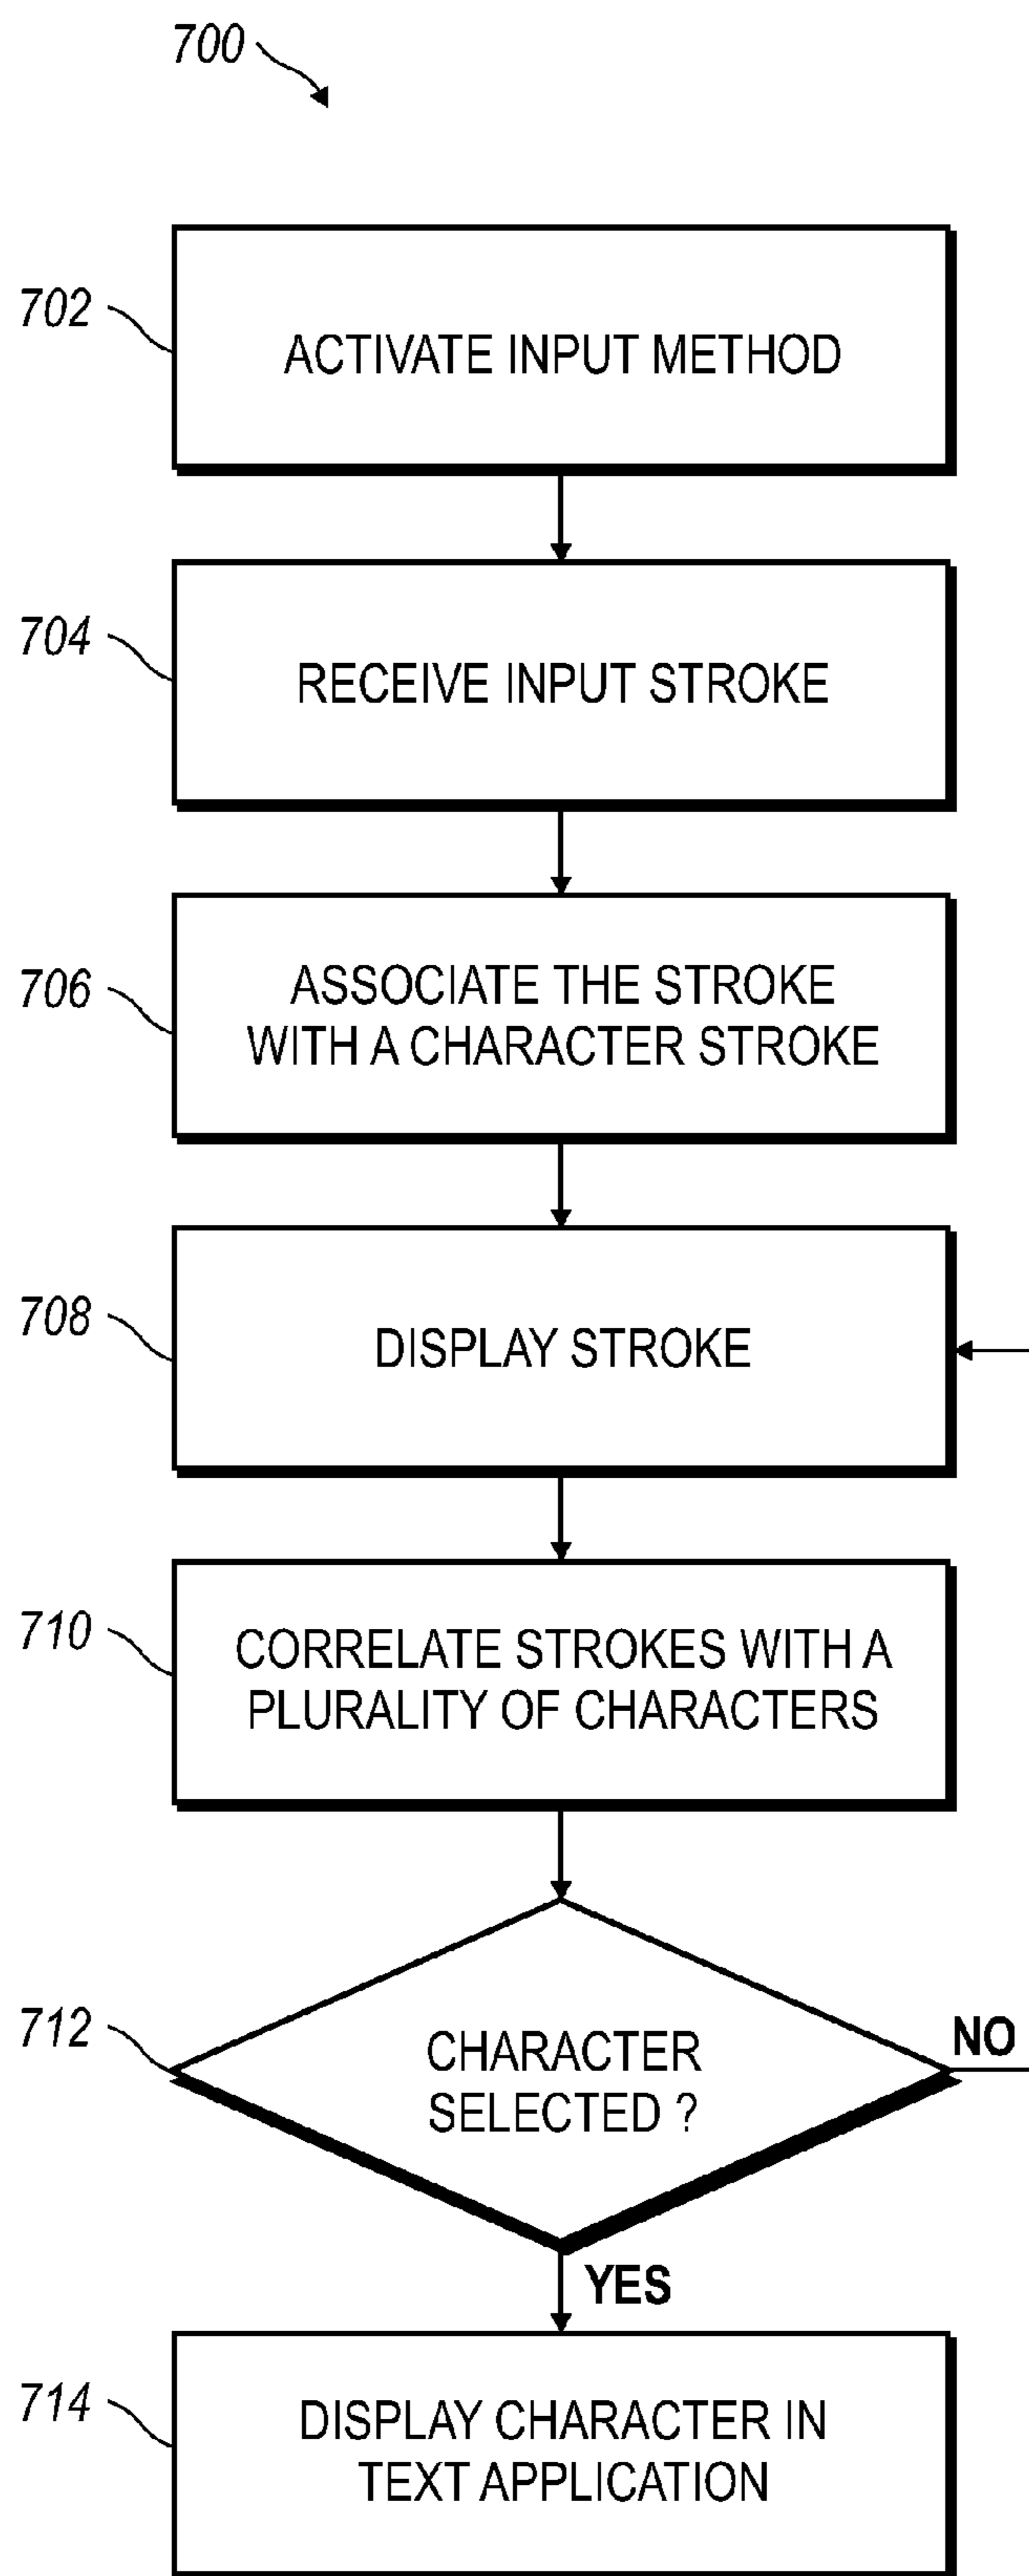 700
702
ACTIVATE INPUT METHOD
704
RECEIVE INPUT STROKE
706
ASSOCIATE THE STROKE
WITH A CHARACTER STROKE
708
DISPLAY STROKE
710
CORRELATE STROKES WITH A
PLURALITY OF CHARACTERS
712
CHARACTER
SELECTED ?
NO
YES
714
DISPLAY CHARACTER IN
TEXT APPLICATION